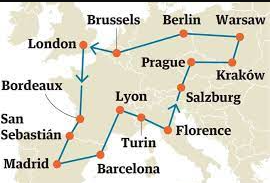 Brussels
Berlin
Warsaw
London
Prague
Kraków
Bordeaux
Lyon
Salzburg
San
Sebastián
Turin
Florence
Madrid
Barcelona